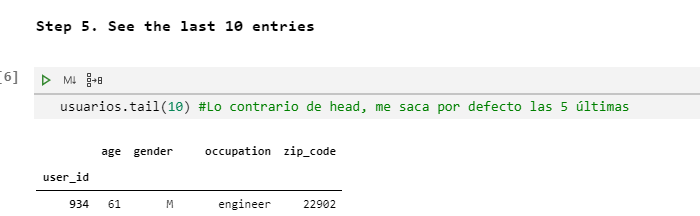 Step 5. See the last 10 entries
[6]
M↓
usuarios.tail(10) #Lo contrario de head, me saca por defecto las 5 últimas
age gender occupation zip_code
user_id
934 61 M engineer 22902